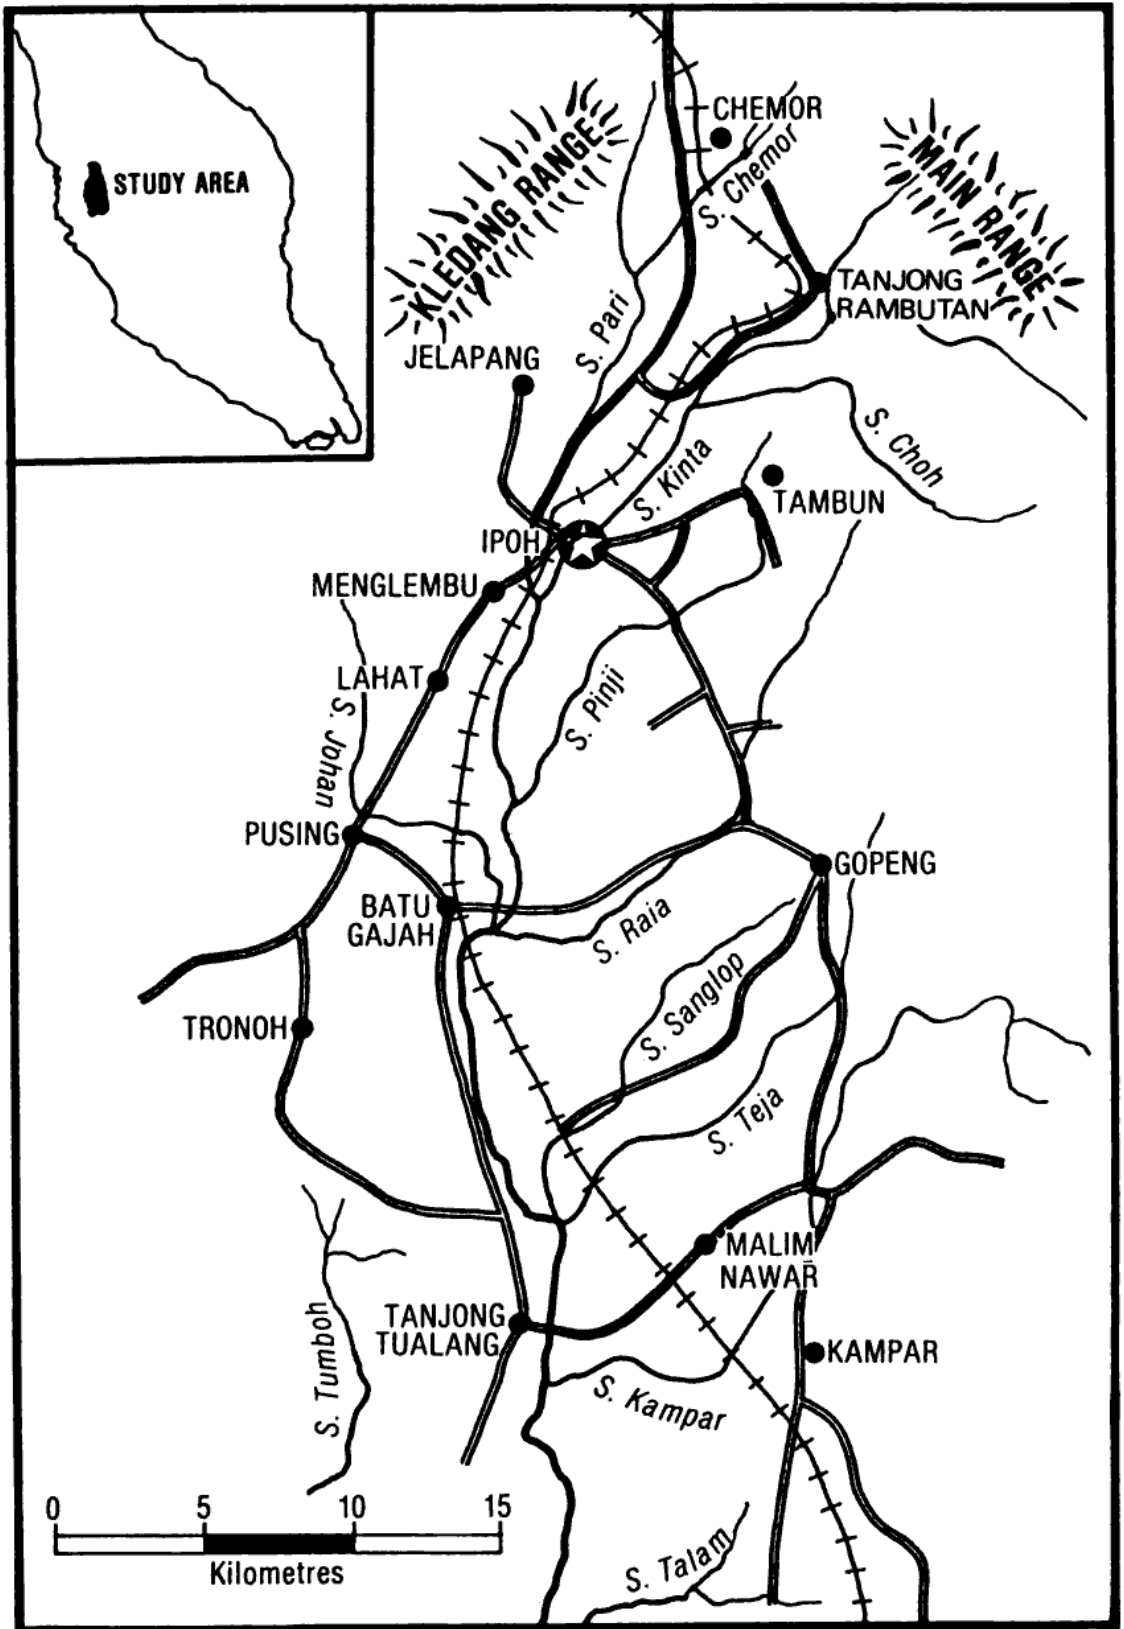 CHEMOR
KLEDANG RANGE
MAIN RANGE
STUDY AREA
S. Chemor
TANJONG
RAMBUTAN
S. Pari
JELAPANG
S. Choh
S. Kinta
TAMBUN
IPOH
MENGLEMBU
LAHAT
S. Pinji
S. Johan
PUSING
GOPENG
BATU
GAJAH
S. Raia
S. Sanglop
TRONOH
S. Teja
MALIM
NAWAR
TANJONG
TUALANG
S. Tumboh
KAMPAR
S. Kampar
0 5 10 15
Kilometres
S. Talam